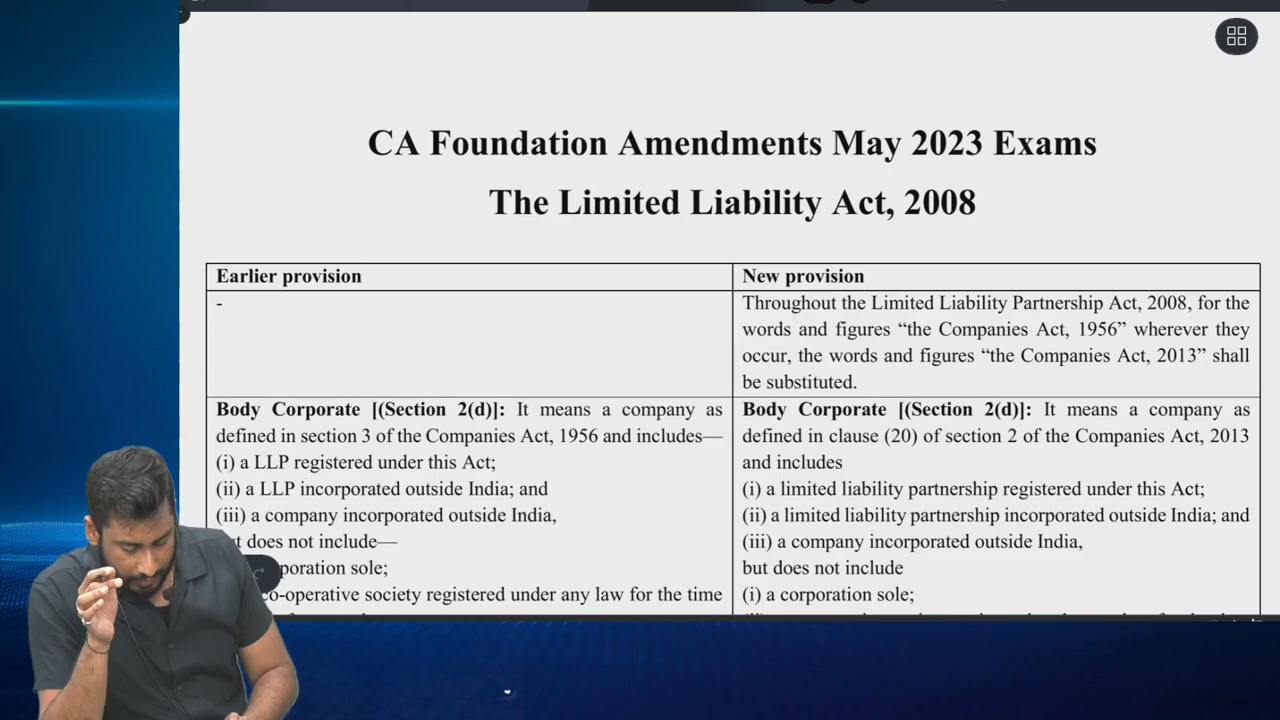 CA Foundation Amendments May 2023 Exams
The Limited Liability Act, 2008
Earlier provision
New provision
-
Throughout the Limited Liability Partnership Act, 2008, for the
words and figures “the Companies Act, 1956” wherever they
occur, the words and figures “the Companies Act, 2013” shall
be substituted.
Body Corporate [(Section 2(d)]: It means a company as
defined in section 3 of the Companies Act, 1956 and includes—
(i) a LLP registered under this Act;
(ii) a LLP incorporated outside India; and
(iii) a company incorporated outside India,
does not include—
sole;
society registered under any law for the time
Body Corporate [(Section 2(d)]: It means a company as
defined in clause (20) of section 2 of the Companies Act, 2013
and includes
(i) a limited liability partnership registered under this Act;
(ii) a limited liability partnership incorporated outside India; and
(iii) a company incorporated outside India,
but does not include
(i) a corporation sole;